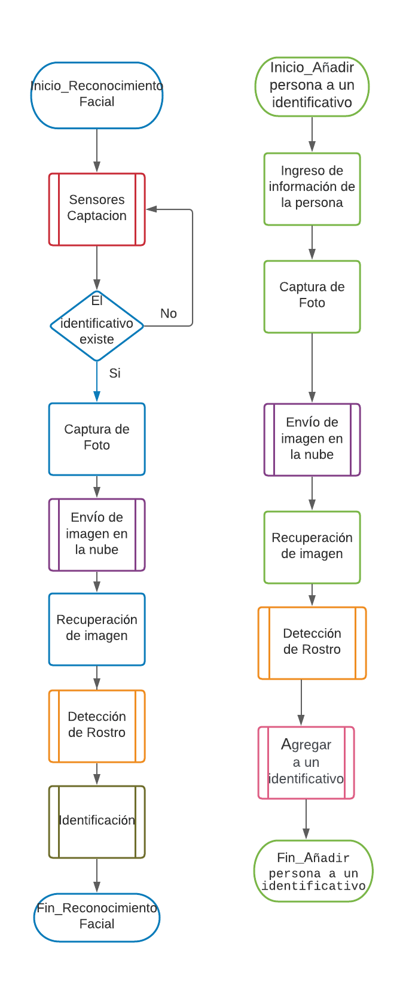 Inicio_Reconocimiento
Facial
Sensores
Captacion
El
identificativo
existe
No
Si
Captura de
Foto
Envío de
imagen en
la nube
Recuperación
de imagen
Detección
de Rostro
Identificación
Fin_Reconocimiento
Facial
Inicio_Añadir
persona a un
identificativo
Ingreso de
información de
la persona
Captura de
Foto
Envío de
imagen en
la nube
Recuperación
de imagen
Detección
de Rostro
Agregar
a un
identificativo
Fin_Añadir
persona a un
identificativo